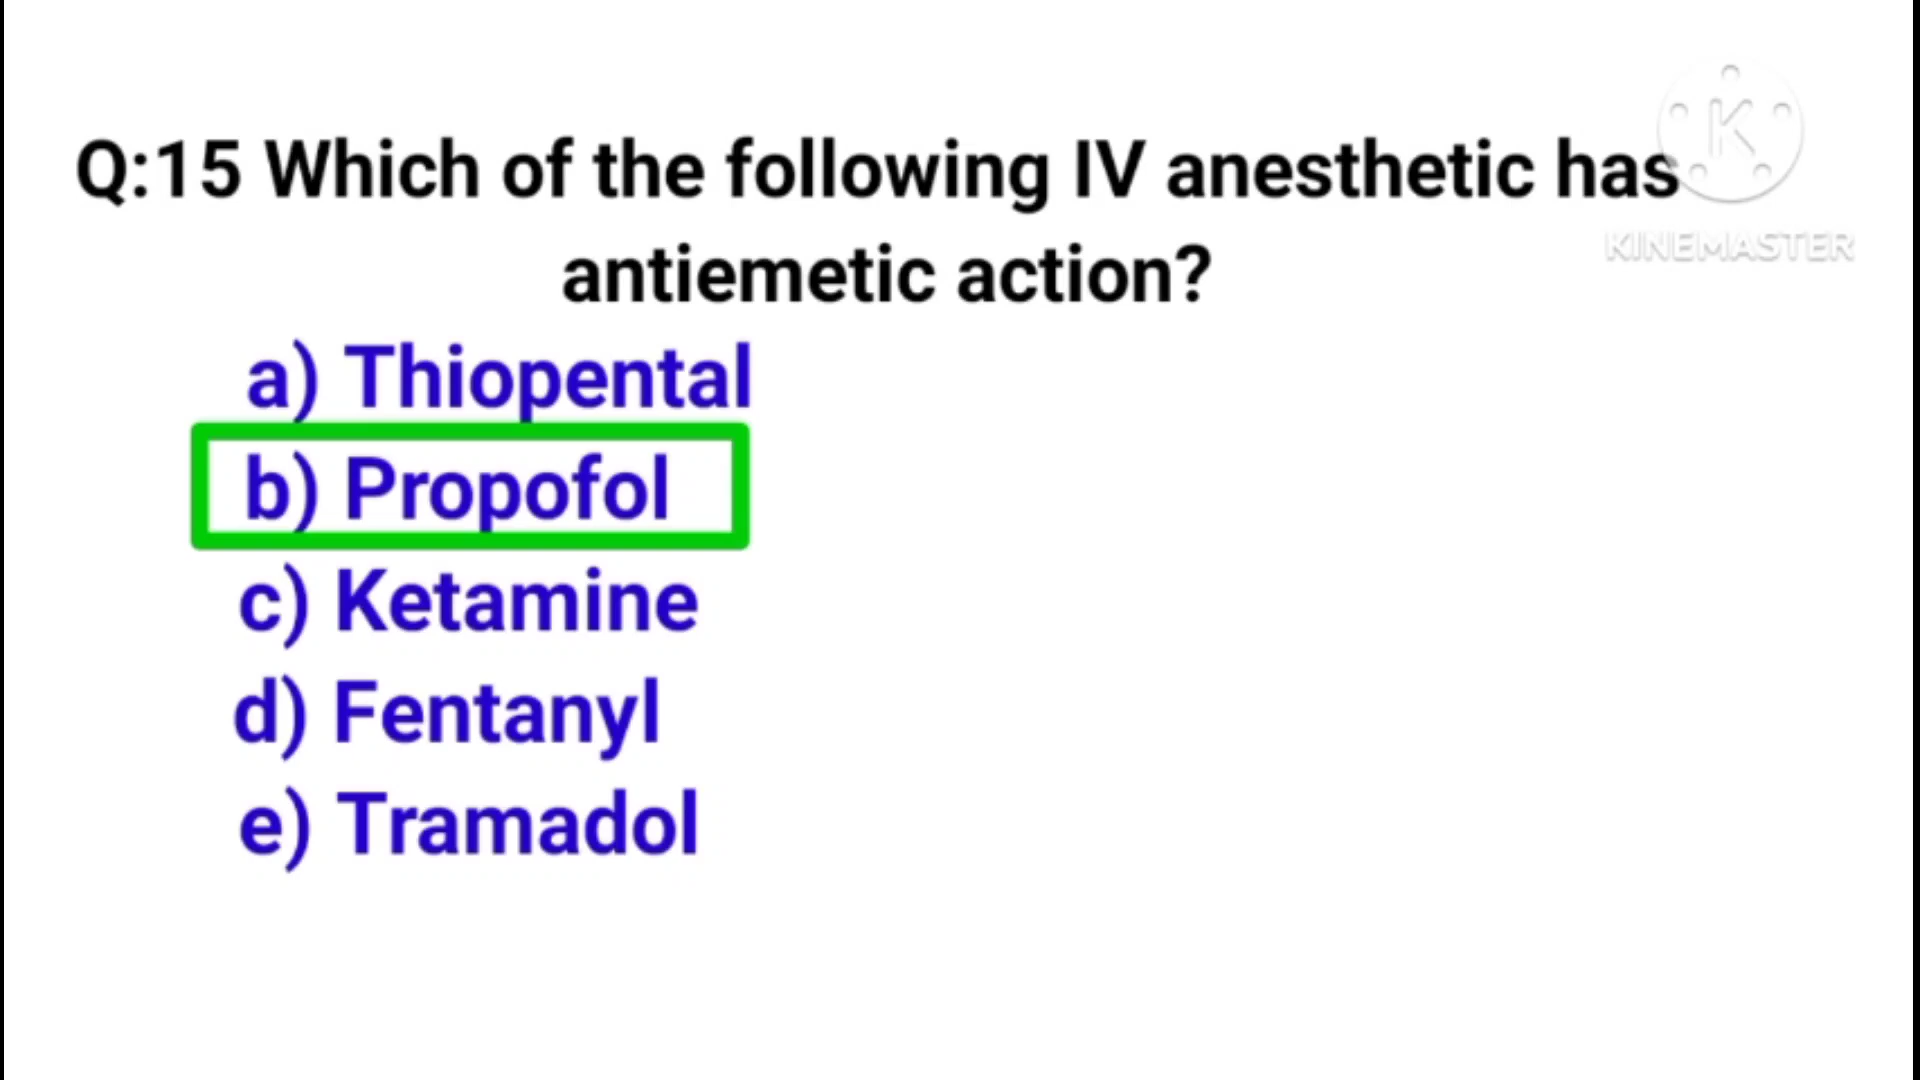 Q:15 Which of the following IV anesthetic has
antiemetic action?
a) Thiopental
b) Propofol
c) Ketamine
d) Fentanyl
e) Tramadol
K
KINEMASTER